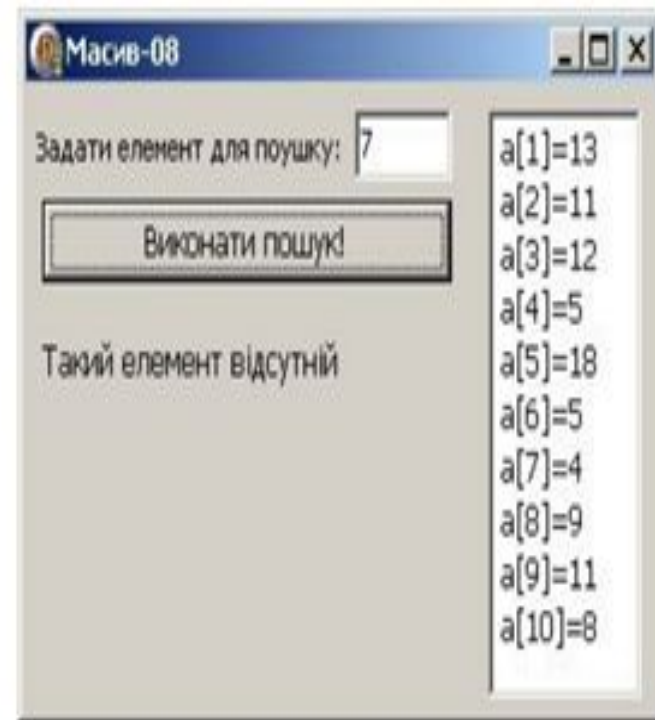 Масив-08
Задати елемент для поушку: 7
Виконати пошук!
Такий елемент відсутній
a[1]=13
a[2]=11
a[3]=12
a[4]=5
a[5]=18
a[6]=5
a[7]=4
a[8]=9
a[9]=11
a[10]=8